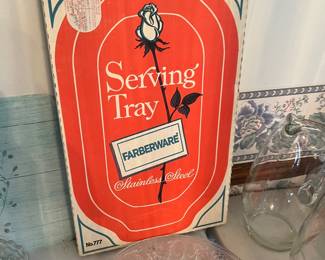 Serving
Tray
FARBERWARE
Stainless Steel
No. 777